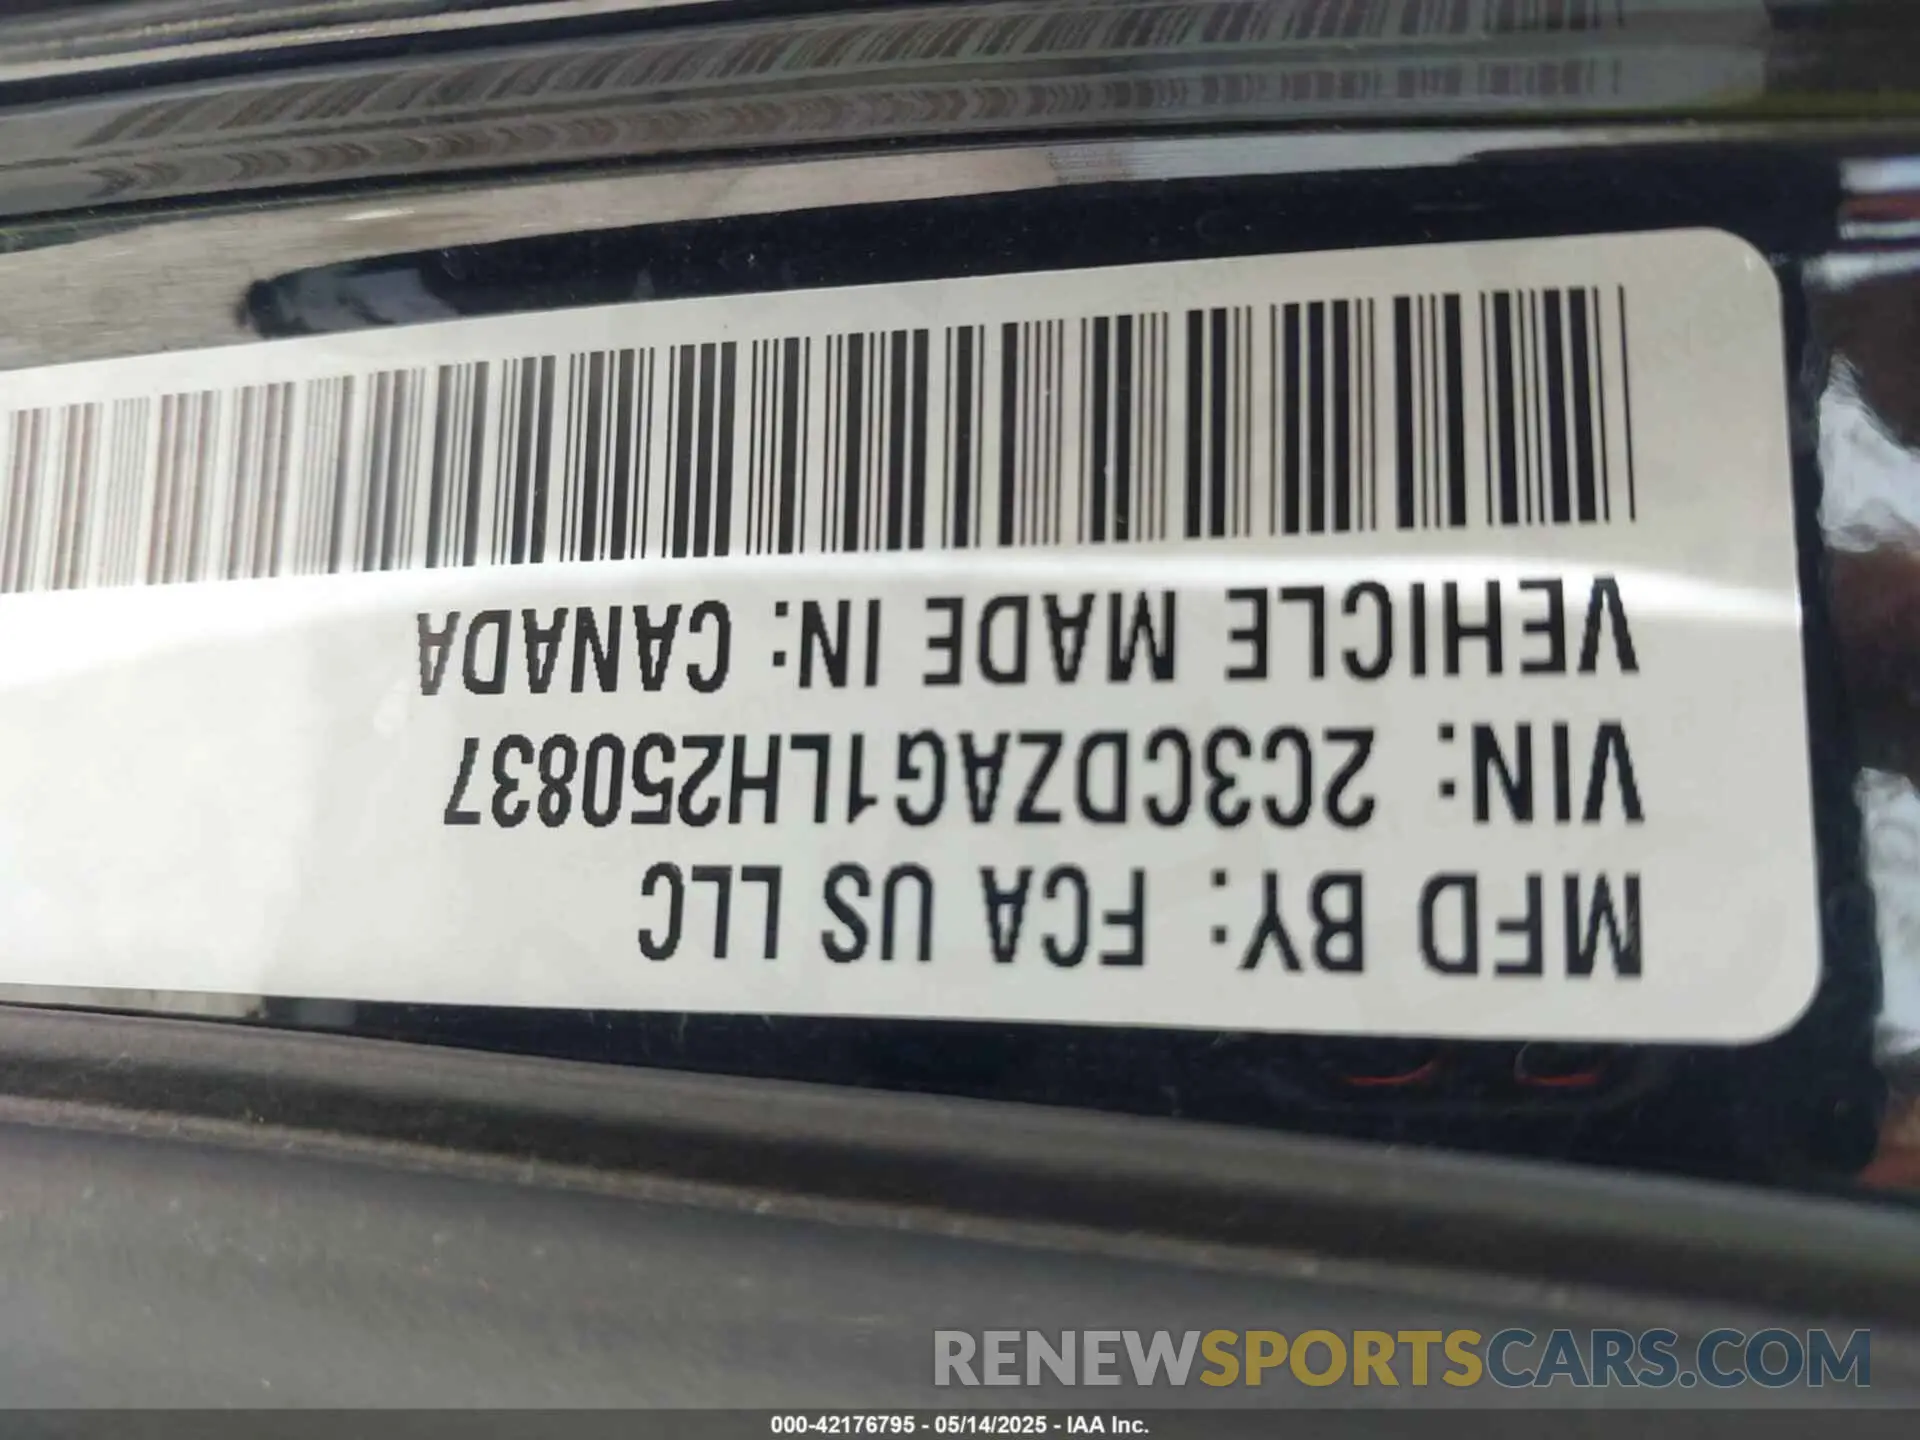 MFD BY: FCA US LLC
VIN: 2C3CDZAG1LH250837
VEHICLE MADE IN: CANADA
RENEWSPORTSCARS.COM
000-42176795 - 05/14/2025 - IAA Inc.